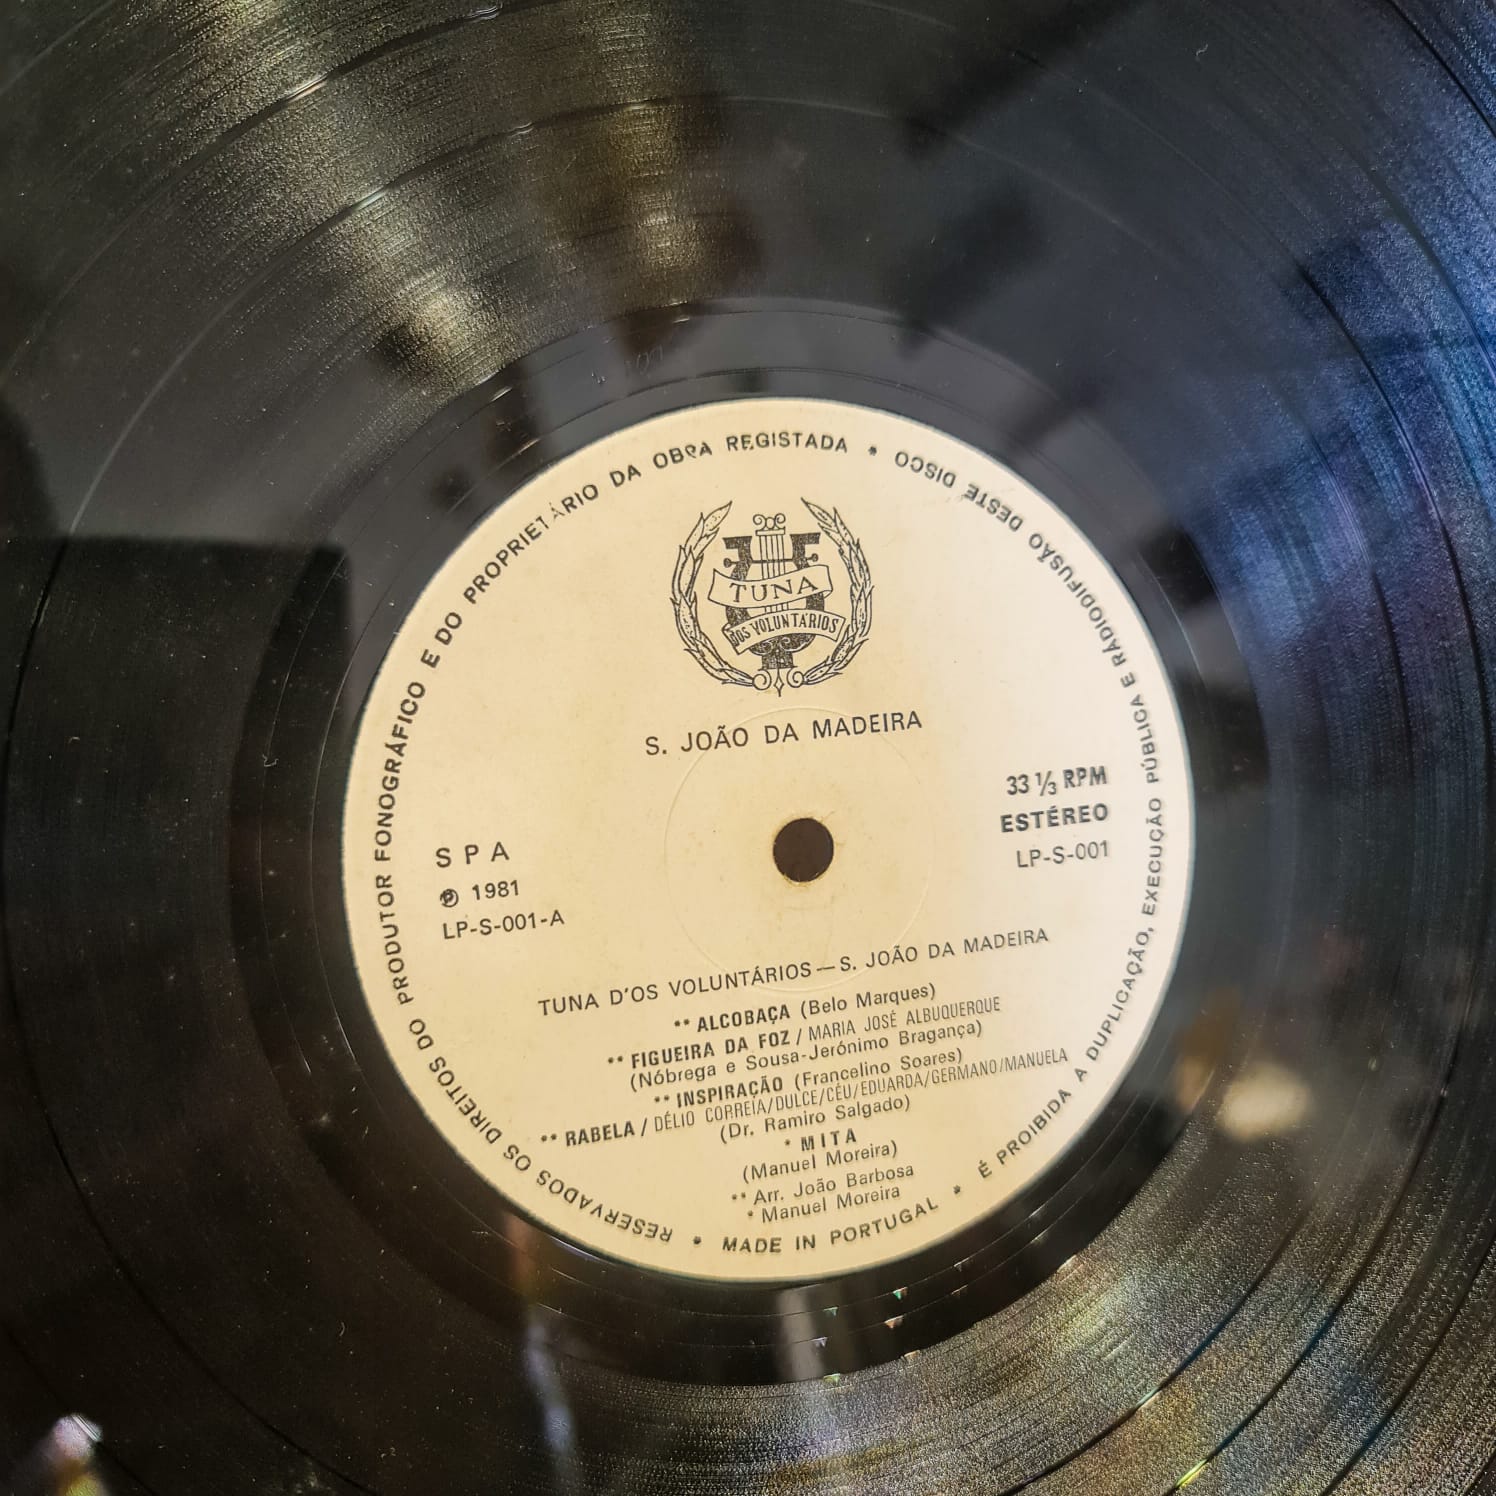 RESERVADOS OS DIREITOS DO PRODUTOR FONOGRÁFICO E DO PROPRIETÁRIO DA OBRA REGISTADA *
É PROIBIDA A DUPLICAÇÃO, EXECUÇÃO PÚBLICA E RÁDIODIFUSÃO DESTE DISCO
* MADE IN PORTUGAL *
TUNA
DOS VOLUNTÁRIOS
S. JOÃO DA MADEIRA
33 1/3 RPM
ESTÉREO
LP-S-001
S P A
℗ 1981
LP-S-001-A
TUNA D'OS VOLUNTÁRIOS — S. JOÃO DA MADEIRA
** ALCOBAÇA (Belo Marques)
** FIGUEIRA DA FOZ / MARIA JOSÉ ALBUQUERQUE
(Nóbrega e Sousa-Jerónimo Bragança)
** INSPIRAÇÃO (Francelino Soares)
** RABELA / DÉLIO CORREIA/DULCE/CÉU/EDUARDA/GERMANO/MANUELA
(Dr. Ramiro Salgado)
* MITA
(Manuel Moreira)
** Arr. João Barbosa
* Manuel Moreira